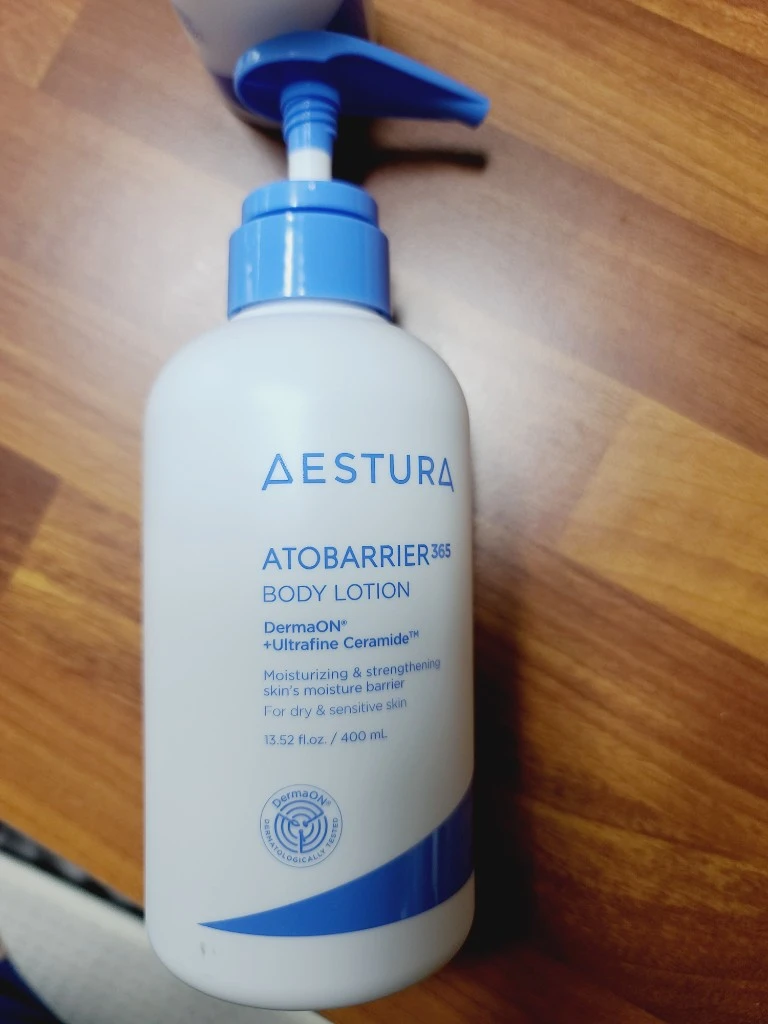 AESTURA
ATOBARRIER365
BODY LOTION
DermaON®
+Ultrafine Ceramide™
Moisturizing & strengthening
skin's moisture barrier
For dry & sensitive skin
13.52 fl.oz. / 400 mL
DermaON®
DERMATOLOGICALLY TESTED